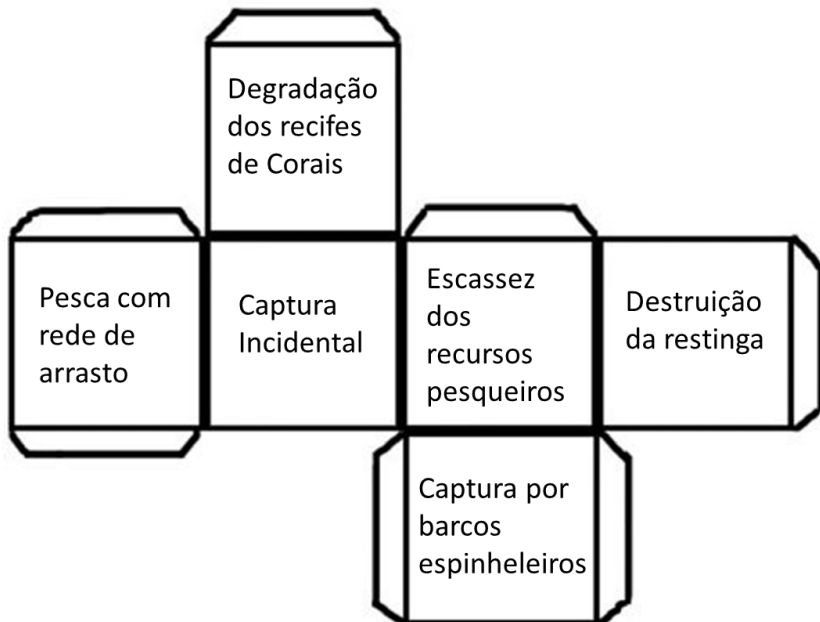 Degradação
dos recifes
de Corais
Pesca com
rede de
arrasto
Captura
Incidental
Escassez
dos
recursos
pesqueiros
Destruição
da restinga
Captura por
barcos
espinheleiros